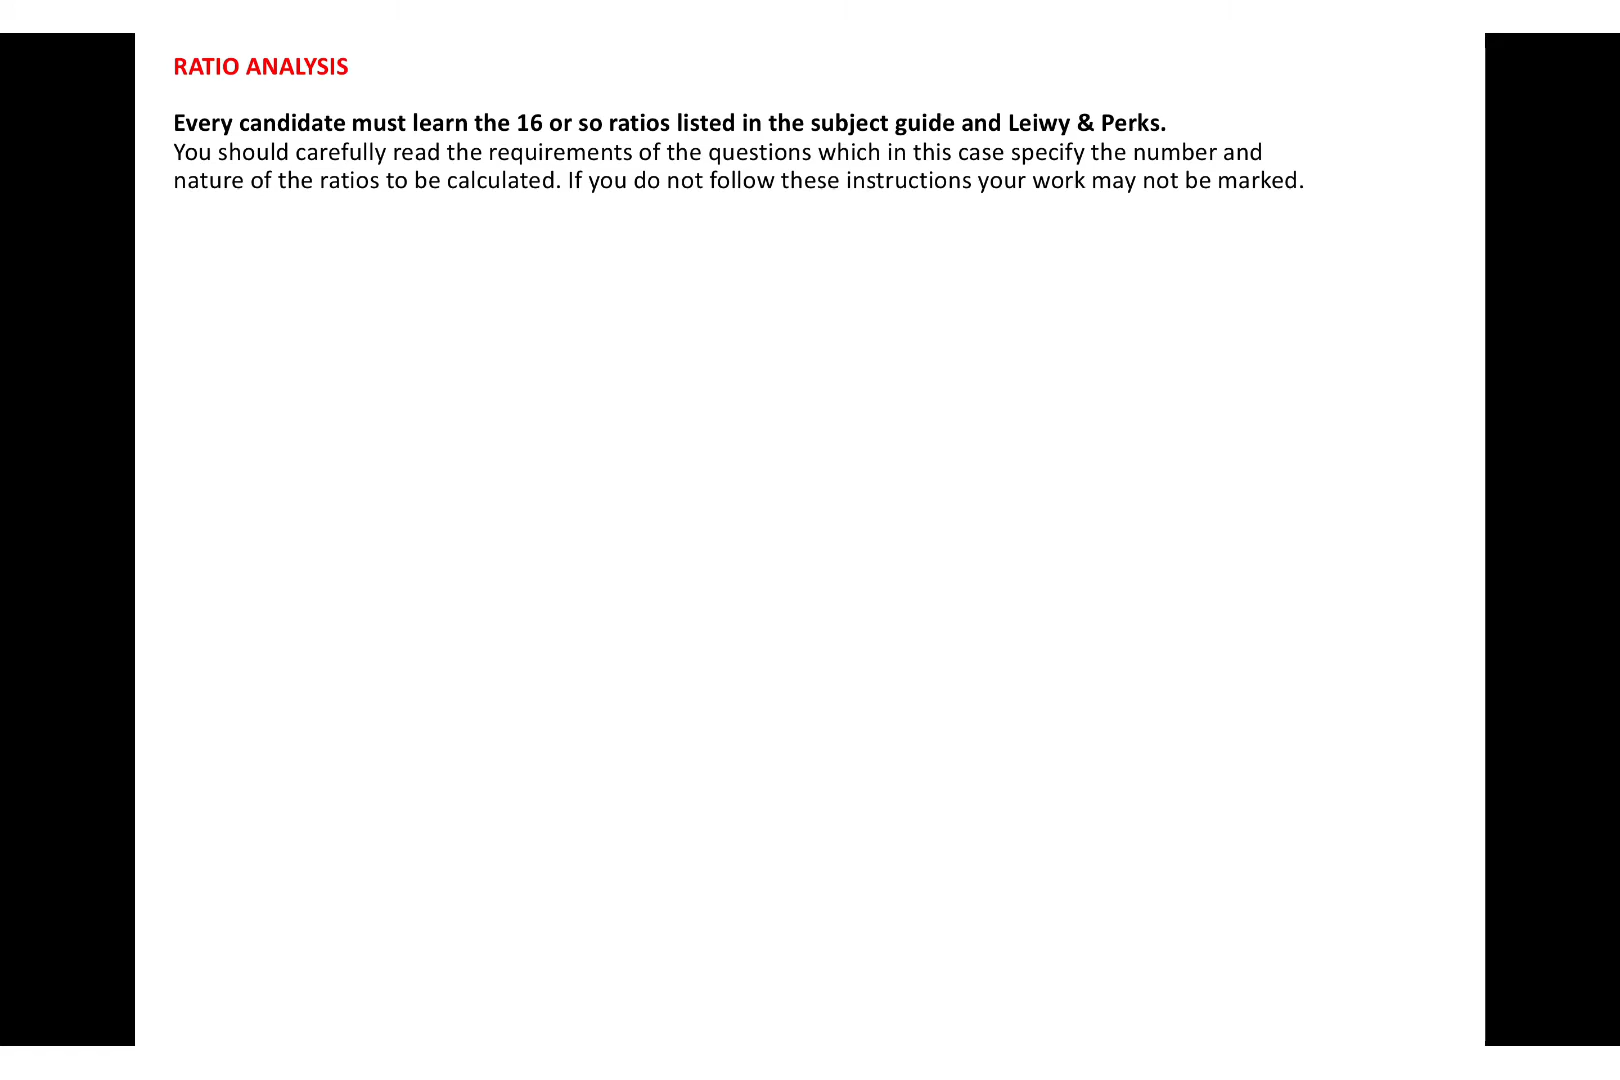 RATIO ANALYSIS
Every candidate must learn the 16 or so ratios listed in the subject guide and Leiwy & Perks.
You should carefully read the requirements of the questions which in this case specify the number and
nature of the ratios to be calculated. If you do not follow these instructions your work may not be marked.